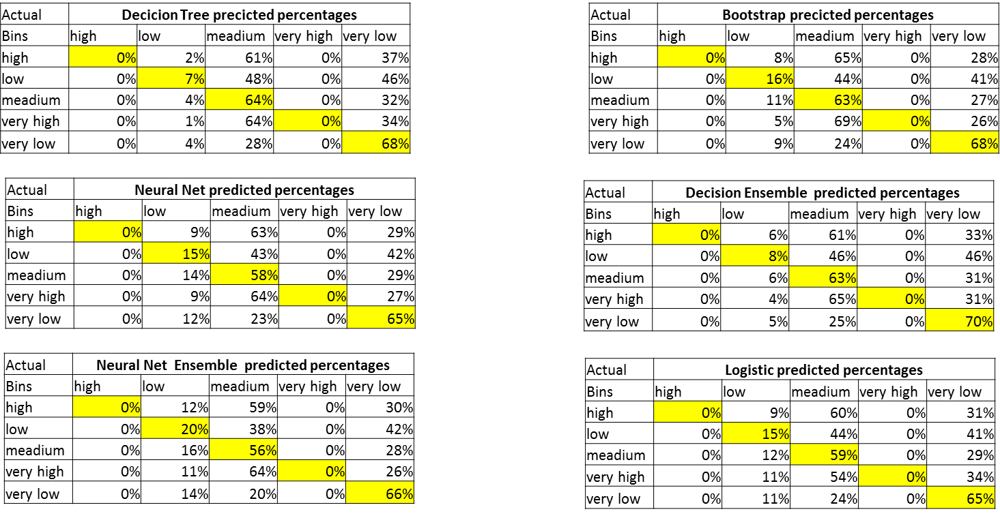 Actual Decicion Tree precicted percentages
Bins high low meadium very high very low
high 0% 2% 61% 0% 37%
low 0% 7% 48% 0% 46%
meadium 0% 4% 64% 0% 32%
very high 0% 1% 64% 0% 34%
very low 0% 4% 28% 0% 68%
Actual Bootstrap precicted percentages
Bins high low meadium very high very low
high 0% 8% 65% 0% 28%
low 0% 16% 44% 0% 41%
meadium 0% 11% 63% 0% 27%
very high 0% 5% 69% 0% 26%
very low 0% 9% 24% 0% 68%
Actual Neural Net predicted percentages
Bins high low meadium very high very low
high 0% 9% 63% 0% 29%
low 0% 15% 43% 0% 42%
meadium 0% 14% 58% 0% 29%
very high 0% 9% 64% 0% 27%
very low 0% 12% 23% 0% 65%
Actual Decision Ensemble predicted percentages
Bins high low meadium very high very low
high 0% 6% 61% 0% 33%
low 0% 8% 46% 0% 46%
meadium 0% 6% 63% 0% 31%
very high 0% 4% 65% 0% 31%
very low 0% 5% 25% 0% 70%
Actual Neural Net Ensemble predicted percentages
Bins high low meadium very high very low
high 0% 12% 59% 0% 30%
low 0% 20% 38% 0% 42%
meadium 0% 16% 56% 0% 28%
very high 0% 11% 64% 0% 26%
very low 0% 14% 20% 0% 66%
Actual Logistic predicted percentages
Bins high low meadium very high very low
high 0% 9% 60% 0% 31%
low 0% 15% 44% 0% 41%
meadium 0% 12% 59% 0% 29%
very high 0% 11% 54% 0% 34%
very low 0% 11% 24% 0% 65%